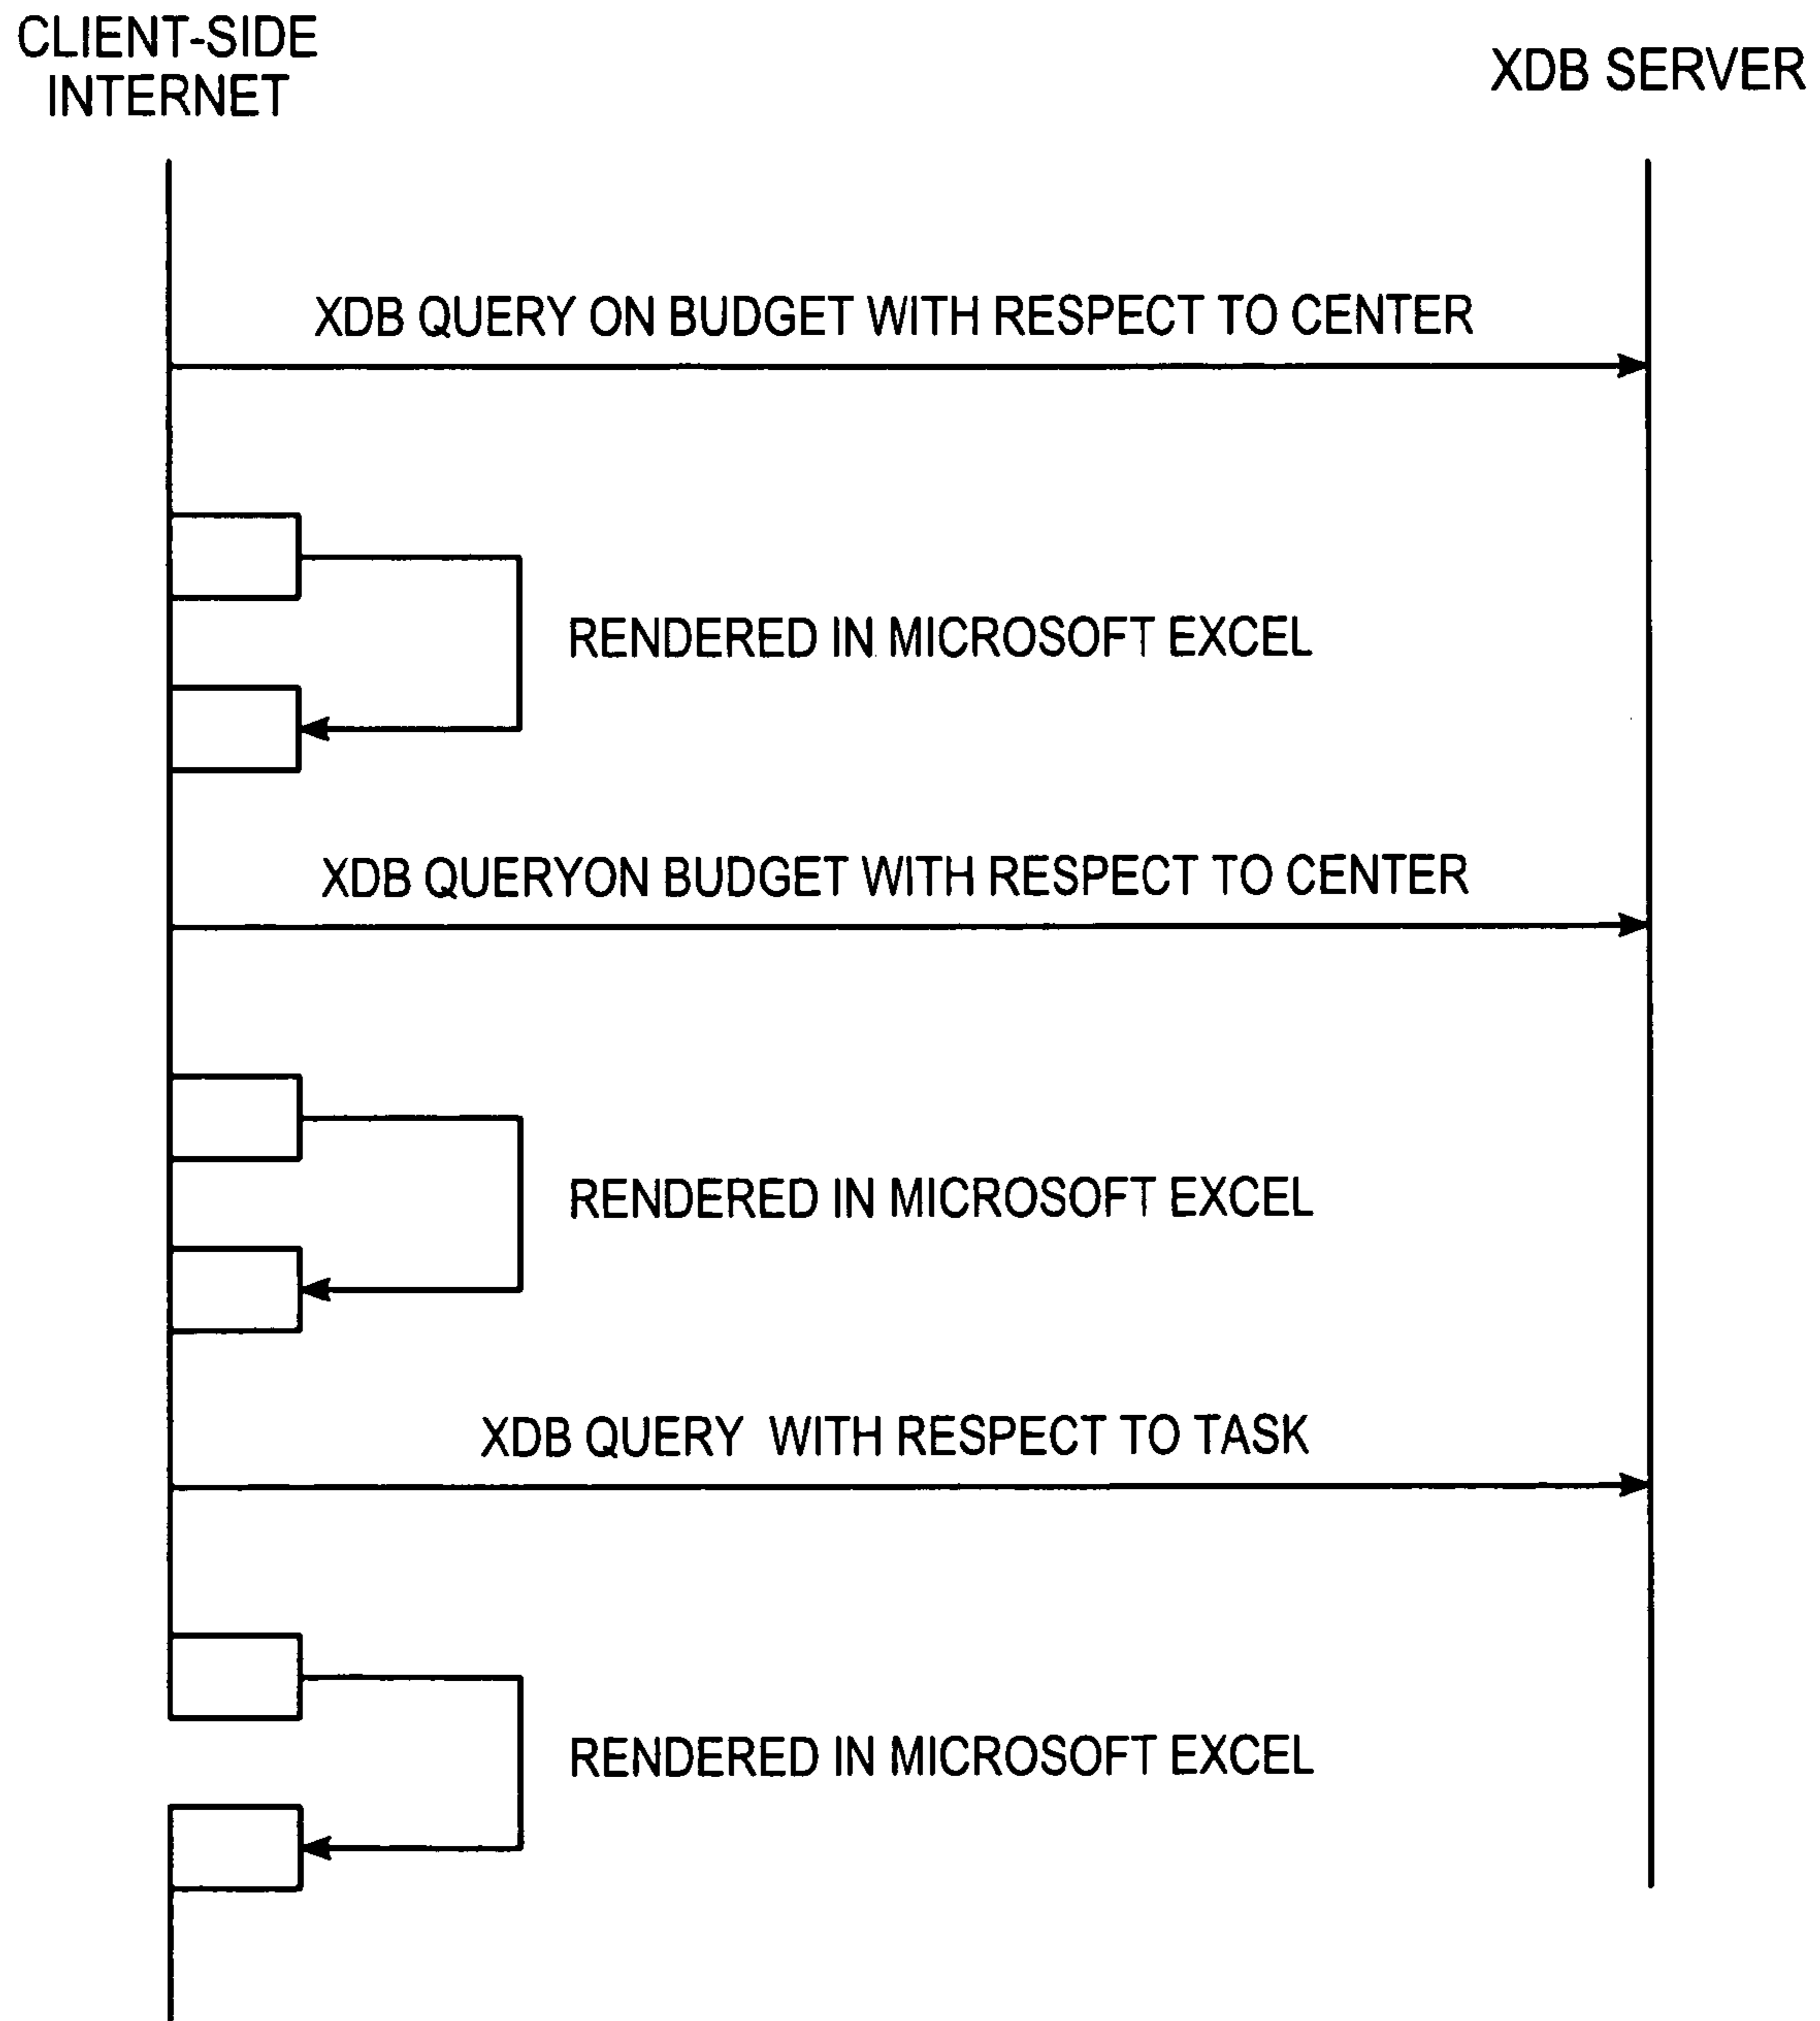 CLIENT-SIDE
INTERNET
XDB SERVER
XDB QUERY ON BUDGET WITH RESPECT TO CENTER
RENDERED IN MICROSOFT EXCEL
XDB QUERYON BUDGET WITH RESPECT TO CENTER
RENDERED IN MICROSOFT EXCEL
XDB QUERY WITH RESPECT TO TASK
RENDERED IN MICROSOFT EXCEL